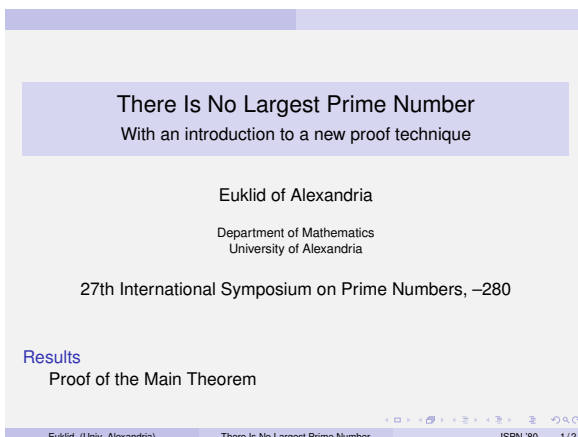 There Is No Largest Prime Number
With an introduction to a new proof technique
Euklid of Alexandria
Department of Mathematics
University of Alexandria
27th International Symposium on Prime Numbers, –280
Results
Proof of the Main Theorem
Euklid (Univ. Alexandria) There Is No Largest Prime Number ISPN ’80 1/2